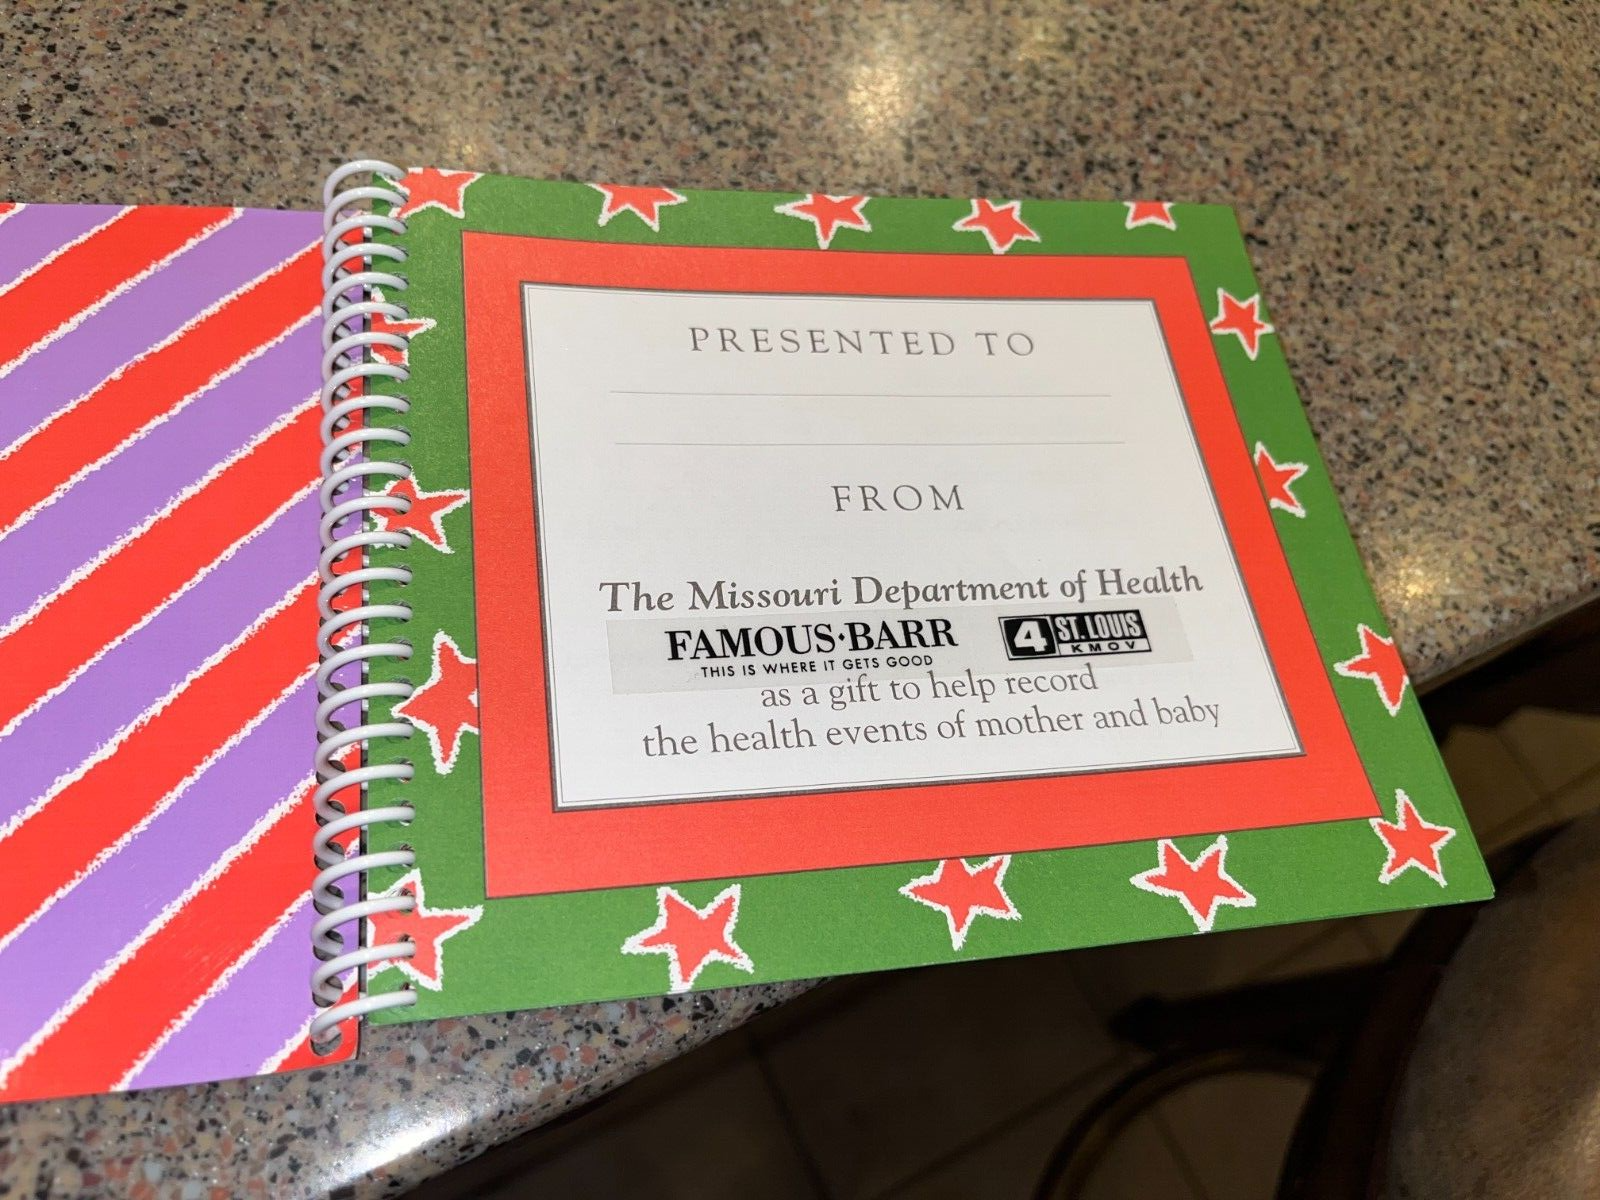 PRESENTED TO
FROM
The Missouri Department of Health
FAMOUS·BARR
THIS IS WHERE IT GETS GOOD
4 ST. LOUIS
KMOV
as a gift to help record
the health events of mother and baby